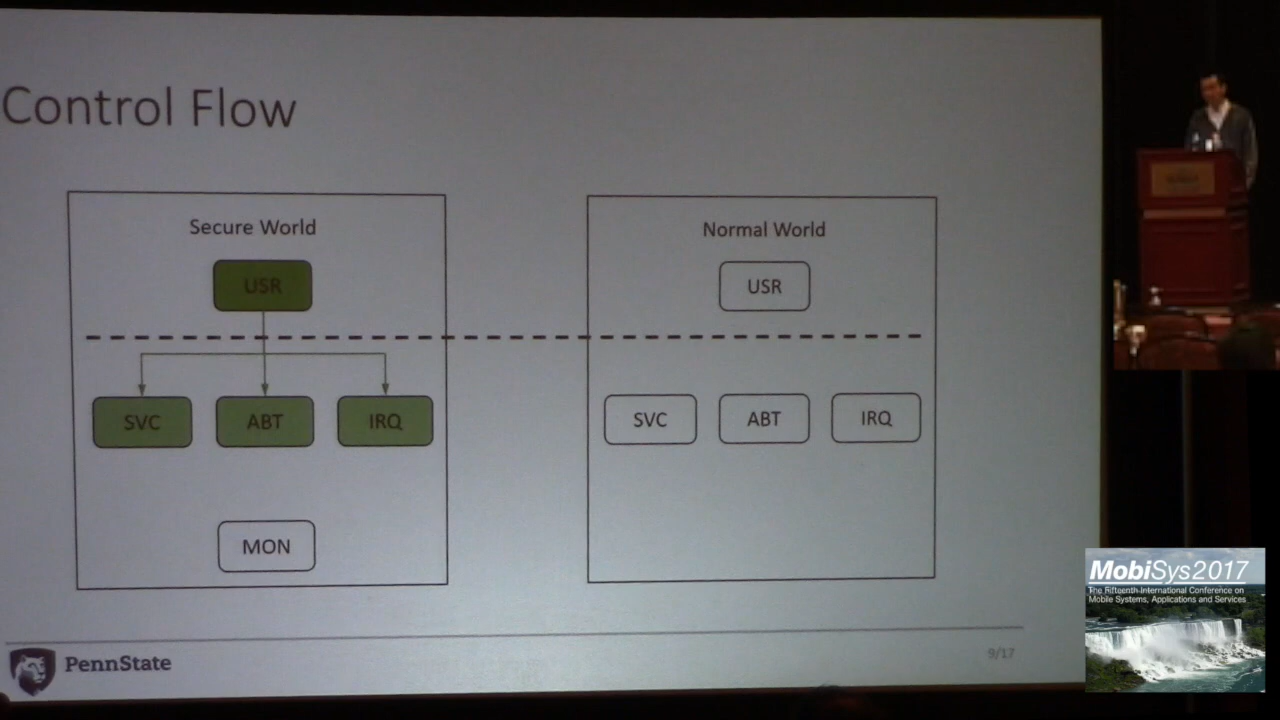 Control Flow
Secure World
Normal World
USR
USR
SVC
ABT
IRQ
SVC
ABT
IRQ
MON
PennState
9/17
MobiSys2017
The Fifteenth International Conference on
Mobile Systems, Applications and Services